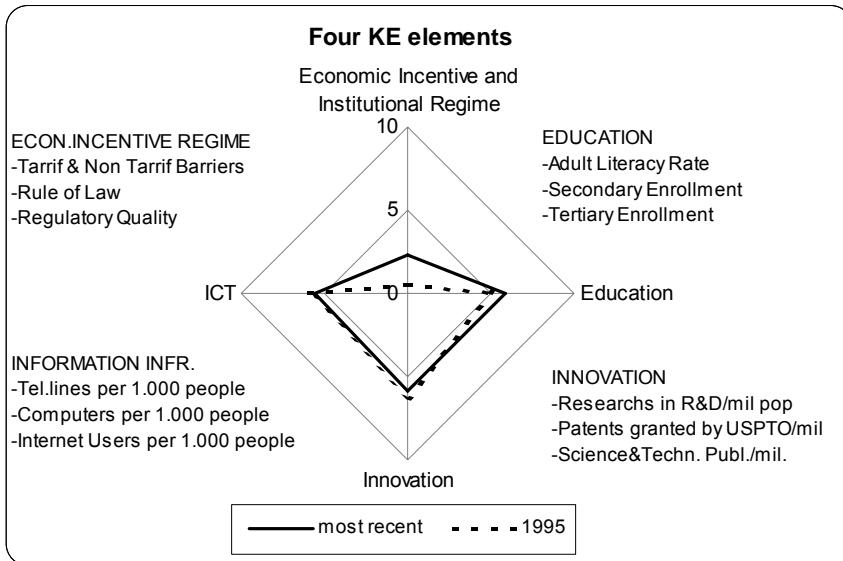 Four KE elements
Economic Incentive and
Institutional Regime
10
ECON.INCENTIVE REGIME
-Tarrif & Non Tarrif Barriers
-Rule of Law
-Regulatory Quality
EDUCATION
-Adult Literacy Rate
-Secondary Enrollment
-Tertiary Enrollment
5
ICT
0
Education
INFORMATION INFR.
-Tel.lines per 1.000 people
-Computers per 1.000 people
-Internet Users per 1.000 people
INNOVATION
-Researchs in R&D/mil pop
-Patents granted by USPTO/mil
-Science&Techn. Publ./mil.
Innovation
most recent
1995